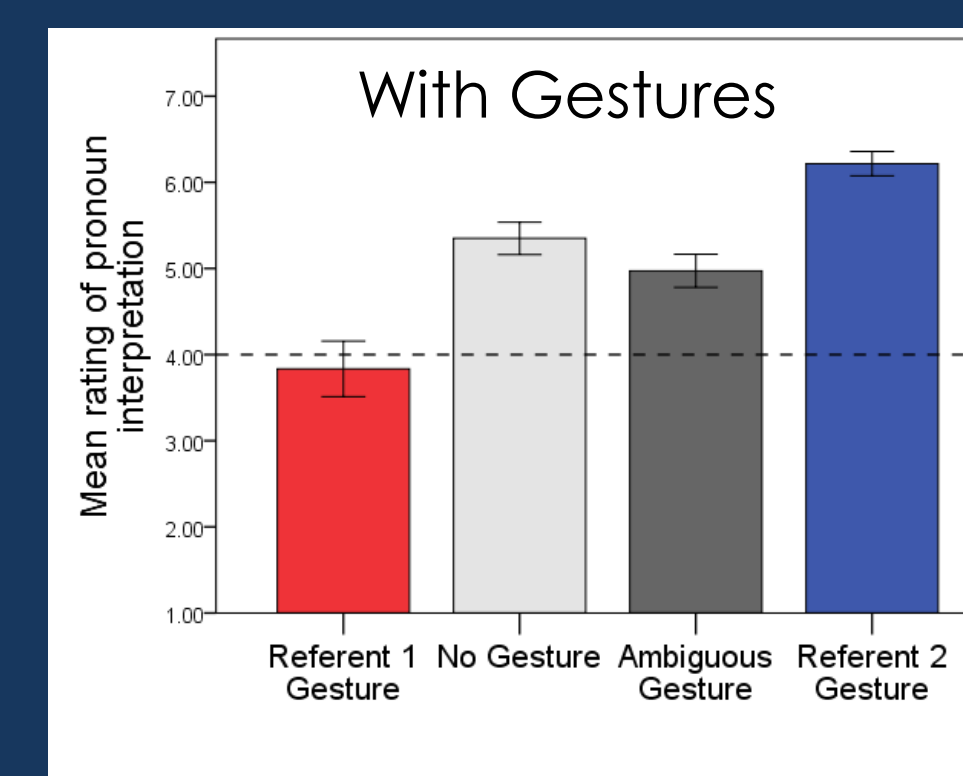 With Gestures
Mean rating of pronoun
interpretation
7.00
6.00
5.00
4.00
3.00
2.00
1.00
Referent 1
Gesture
No Gesture
Ambiguous
Gesture
Referent 2
Gesture